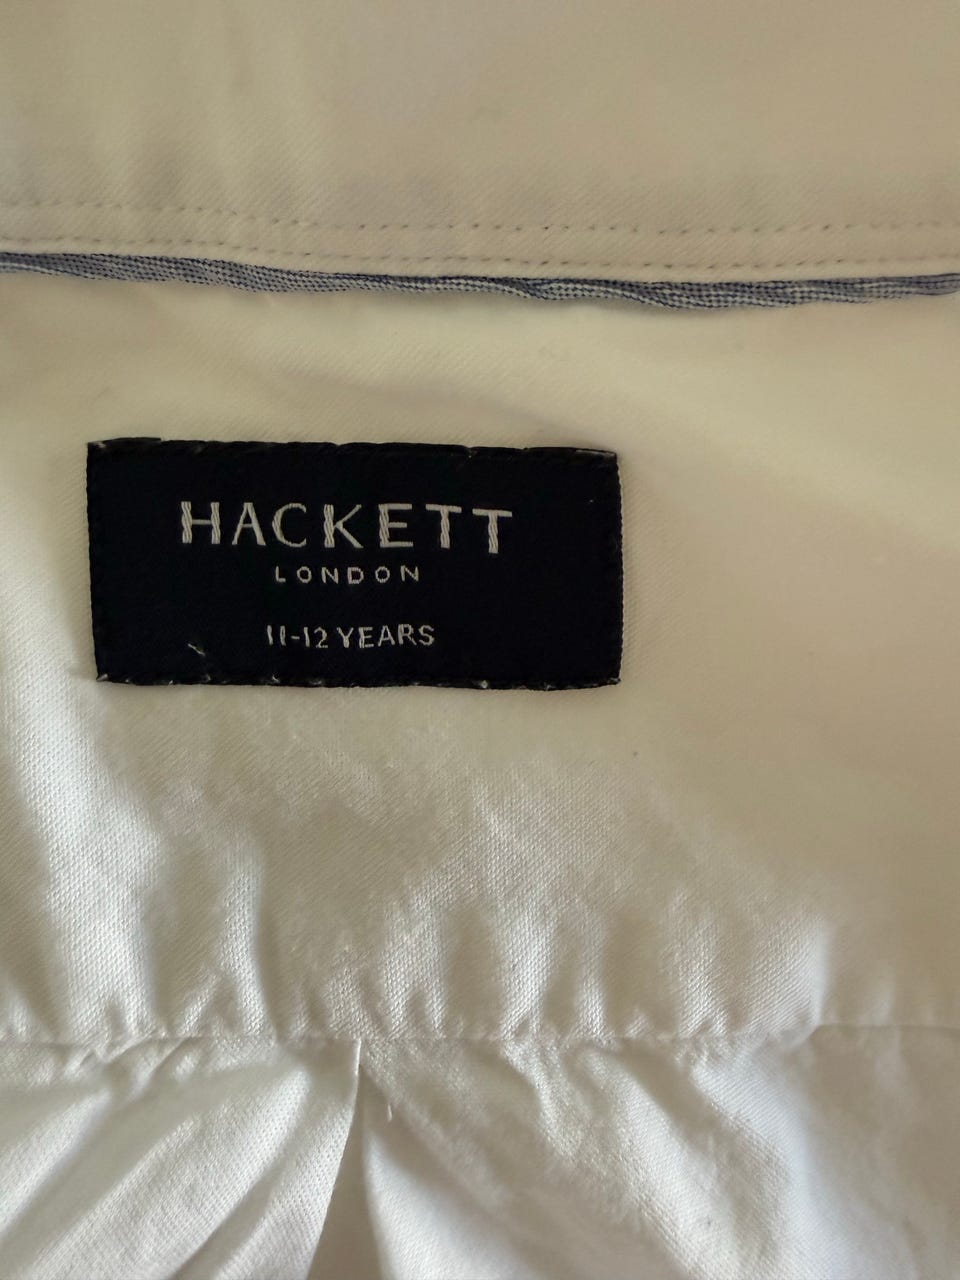 HACKETT
LONDON
11-12 YEARS